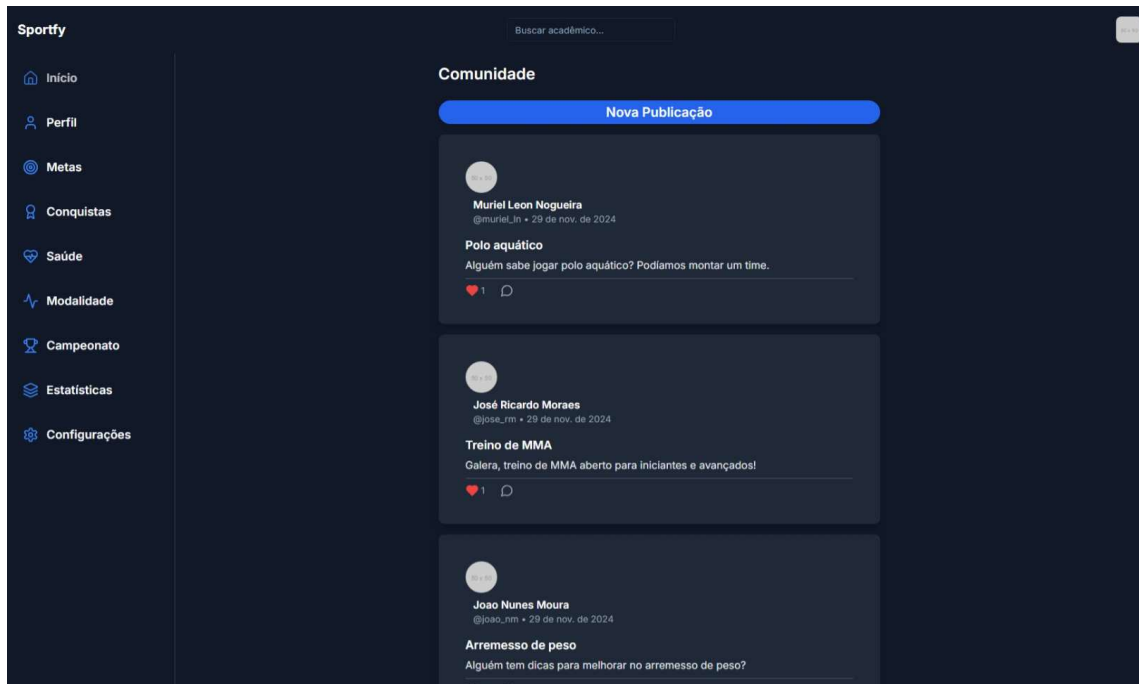 Sportfy
Buscar acadêmico...
Início
Perfil
Metas
Conquistas
Saúde
Modalidade
Campeonato
Estatísticas
Configurações
Comunidade
Nova Publicação
Muriel Leon Nogueira
@muriel_ln • 29 de nov. de 2024
Polo aquático
Alguém sabe jogar polo aquático? Podíamos montar um time.
1
José Ricardo Moraes
@jose_rm • 29 de nov. de 2024
Treino de MMA
Galera, treino de MMA aberto para iniciantes e avançados!
1
Joao Nunes Moura
@joao_nm • 29 de nov. de 2024
Arremesso de peso
Alguém tem dicas para melhorar no arremesso de peso?